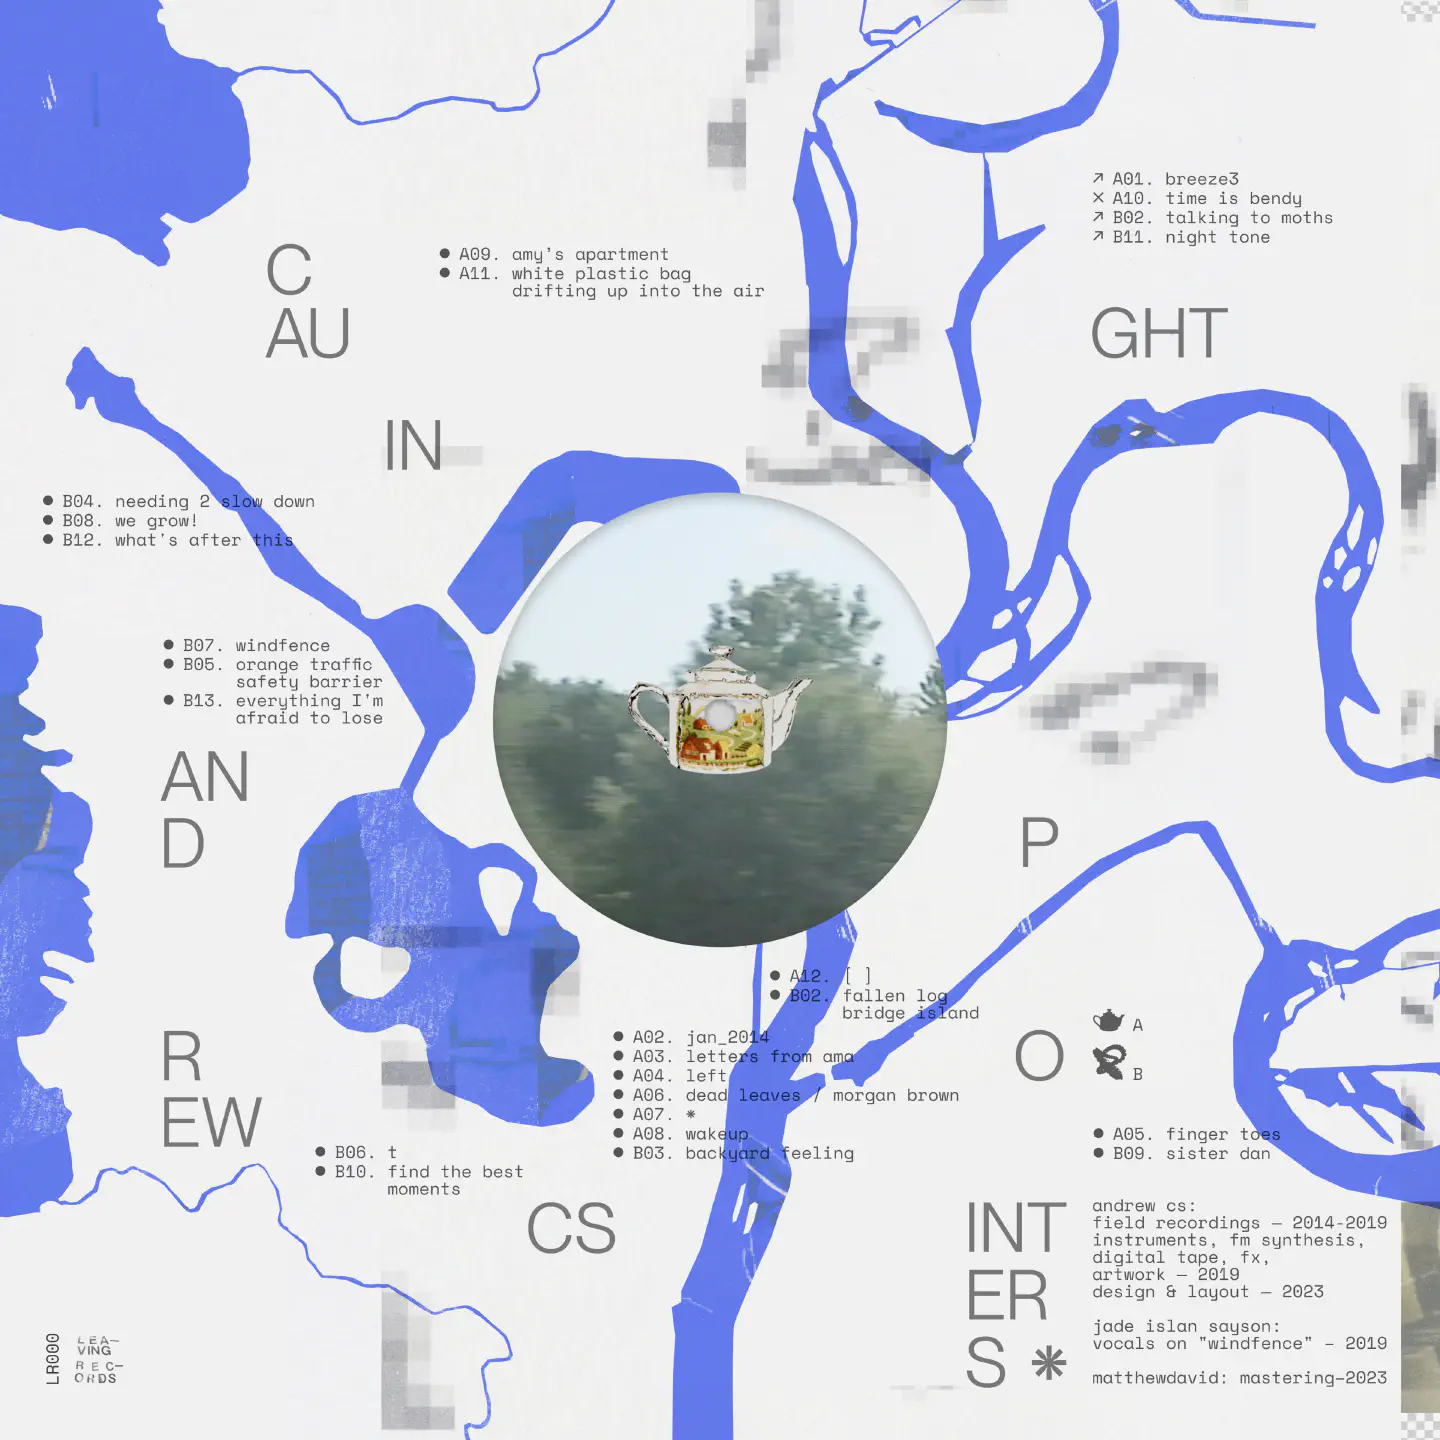 ↗ A01. breeze3
× A10. time is bendy
↗ B02. talking to moths
↗ B11. night tone
C
AU
● A09. amy's apartment
● A11. white plastic bag
drifting up into the air
GHT
IN
● B04. needing 2 slow down
● B08. we grow!
● B12. what's after this
● B07. windfence
● B05. orange traffic
safety barrier
● B13. everything I'm
afraid to lose
AN
D
P
● A12. [ ]
● B02. fallen log
bridge island
O
A
B
R
EW
● A02. jan_2014
● A03. letters from ama
● A04. left
● A06. dead leaves / morgan brown
● A07. *
● A08. wakeup
● B03. backyard feeling
● A05. finger toes
● B09. sister dan
● B06. t
● B10. find the best
moments
CS
INT
ER
S *
andrew cs:
field recordings – 2014-2019
instruments, fm synthesis,
digital tape, fx,
artwork – 2019
design & layout – 2023
jade islan sayson:
vocals on "windfence" – 2019
matthewdavid: mastering–2023
LR000
LEA–
VING
REC–
ORDS